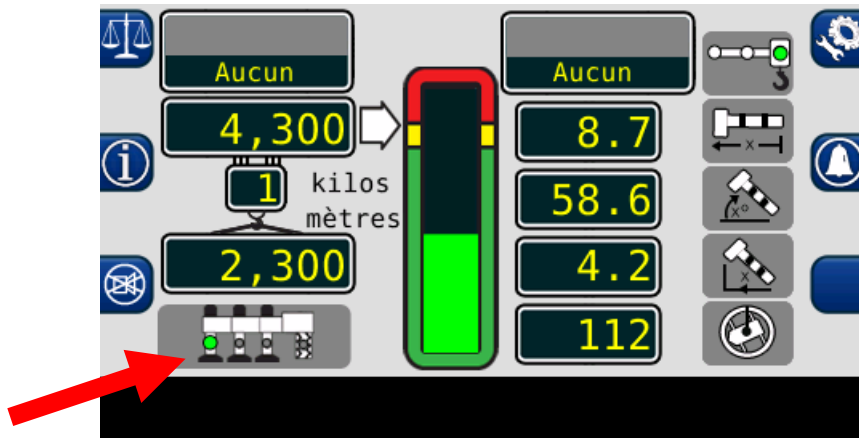 Aucun
Aucun
4,300
8.7
1
kilos
mètres
58.6
2,300
4.2
112
x
x°
x